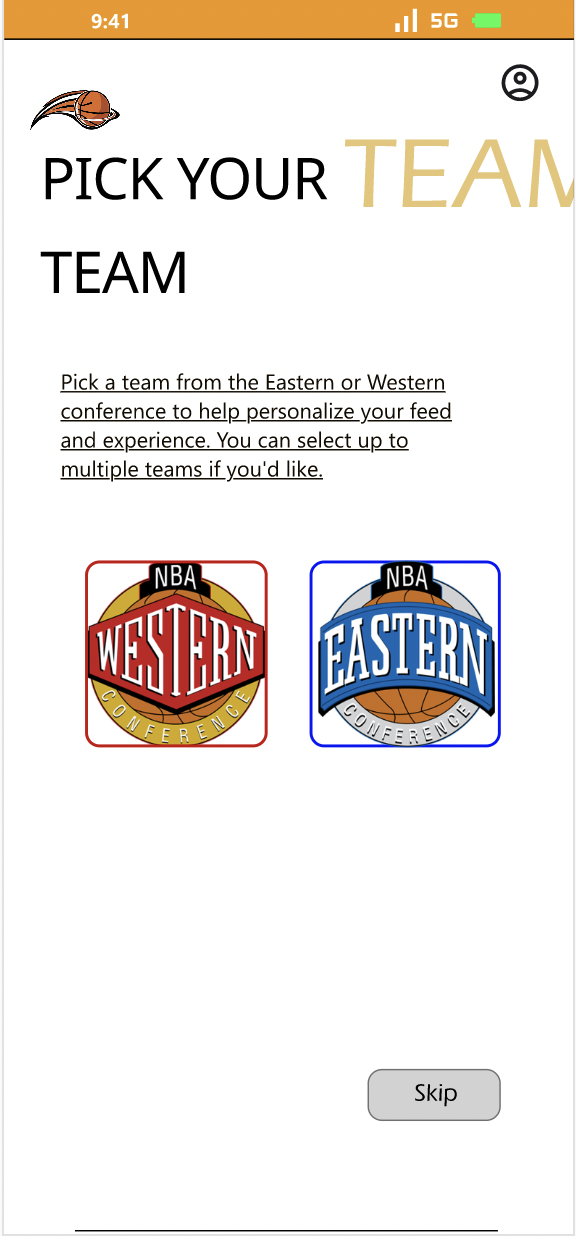 9:41 5G
TEAM
PICK YOUR
TEAM
Pick a team from the Eastern or Western
conference to help personalize your feed
and experience. You can select up to
multiple teams if you'd like.
NBA
WESTERN
CONFERENCE
NBA
EASTERN
CONFERENCE
Skip